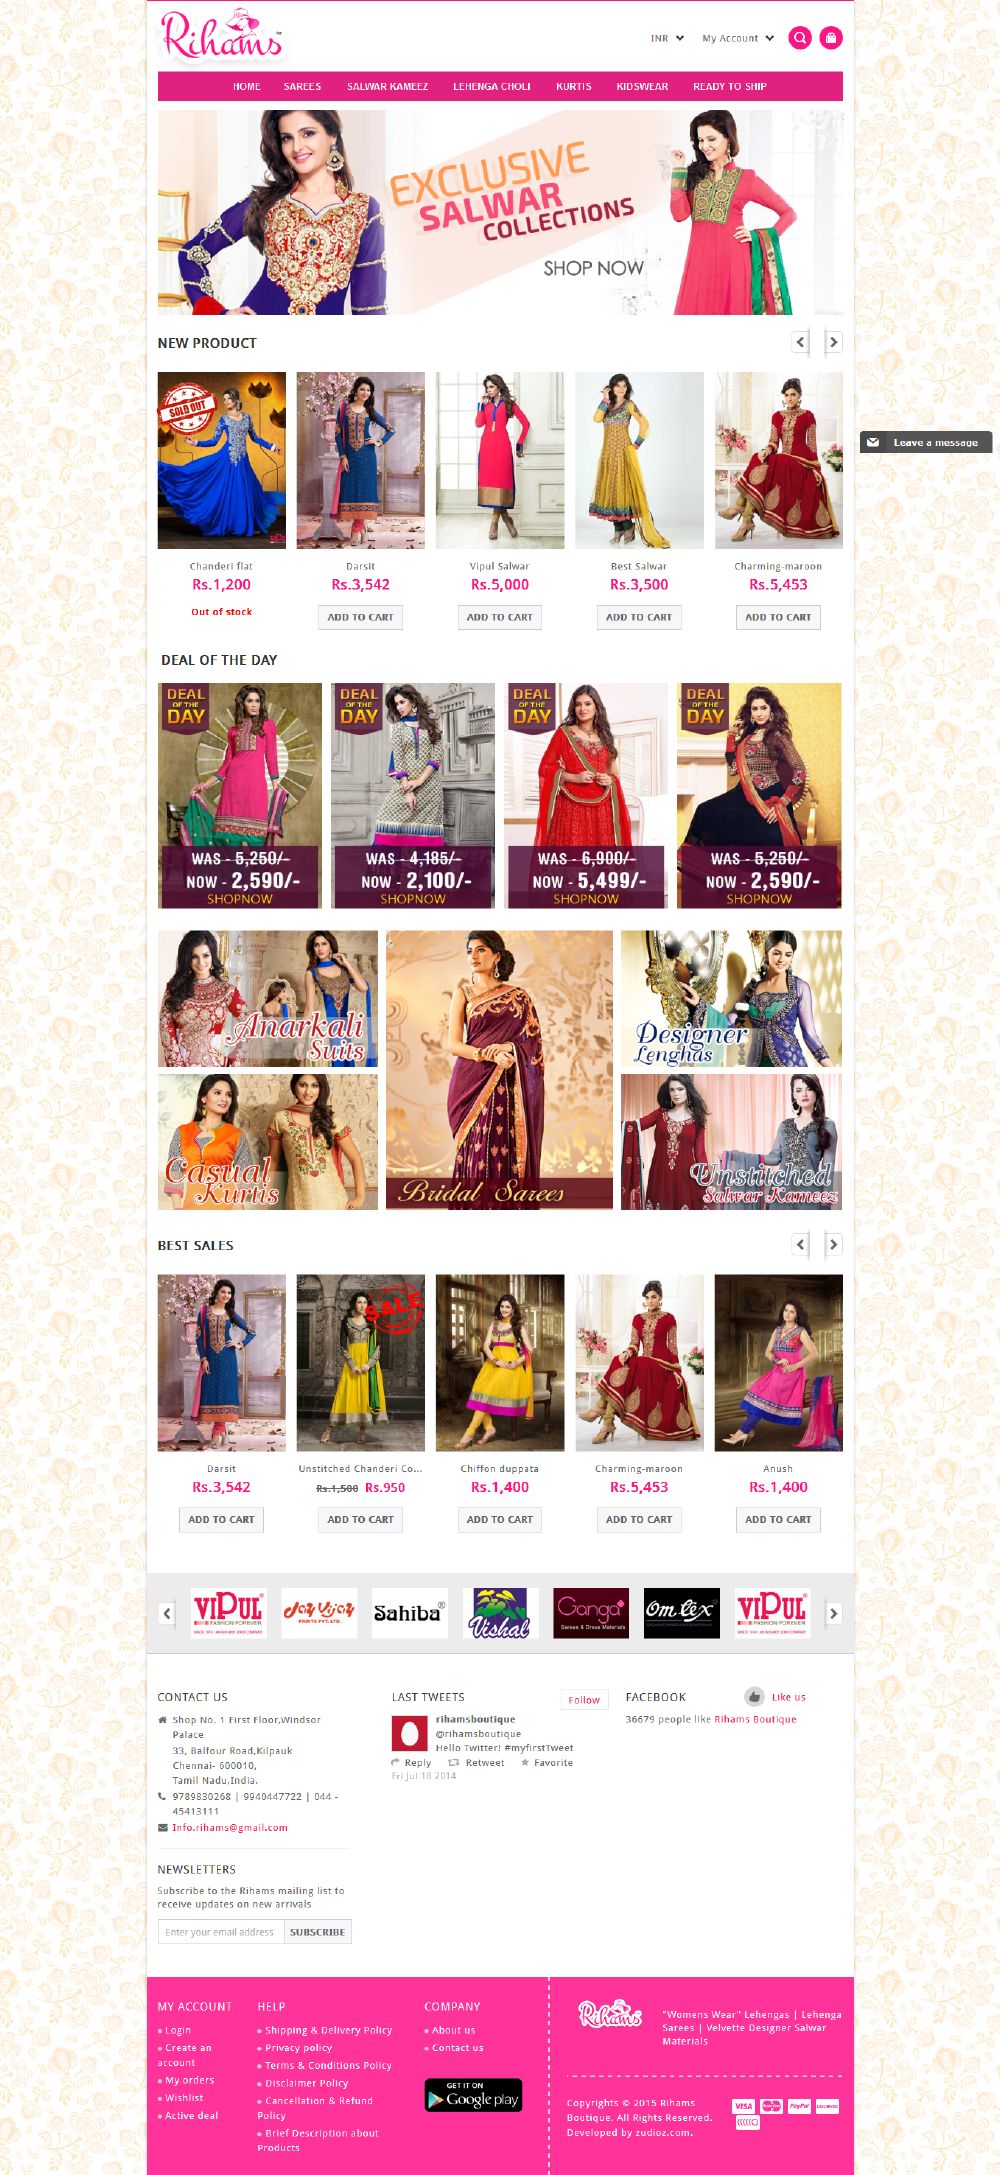 Rihams™
INR
My Account
HOME
SAREES
SALWAR KAMEEZ
LEHENGA CHOLI
KURTIS
KIDSWEAR
READY TO SHIP
EXCLUSIVE
SALWAR
COLLECTIONS
SHOP NOW
NEW PRODUCT
Leave a message
SOLD OUT
Chanderi flat
Rs.1,200
Out of stock
Darsit
Rs.3,542
ADD TO CART
Vipul Salwar
Rs.5,000
ADD TO CART
Best Salwar
Rs.3,500
ADD TO CART
Charming-maroon
Rs.5,453
ADD TO CART
DEAL OF THE DAY
DEAL
OF THE
DAY
WAS - 5,250/-
NOW - 2,590/-
SHOPNOW
DEAL
OF THE
DAY
WAS - 4,185/-
NOW - 2,100/-
SHOPNOW
DEAL
OF THE
DAY
WAS - 6,900/-
NOW - 5,499/-
SHOPNOW
DEAL
OF THE
DAY
WAS - 5,250/-
NOW - 2,590/-
SHOPNOW
Anarkali
Suits
Casual
Kurtis
Bridal Sarees
Designer
Lenghas
Unstitched
Salwar Kameez
BEST SALES
Darsit
Rs.3,542
ADD TO CART
SALE
Unstitched Chanderi Co...
Rs.1,500 Rs.950
ADD TO CART
Chiffon duppata
Rs.1,400
ADD TO CART
Charming-maroon
Rs.5,453
ADD TO CART
Anush
Rs.1,400
ADD TO CART
VIPUL®
FASHION FOREVER
Jay Vijay
PRINTS PVT. LTD.
Sahiba®
Vishal
Ganga
Sarees & Dress Materials
Om tex
VIPUL®
FASHION FOREVER
CONTACT US
Shop No. 1 First Floor,Windsor
Palace
33, Balfour Road,Kilpauk
Chennai- 600010,
Tamil Nadu,India.
9789830268 | 9940447722 | 044 -
45413111
Info.rihams@gmail.com
NEWSLETTERS
Subscribe to the Rihams mailing list to
receive updates on new arrivals
Enter your email address
SUBSCRIBE
LAST TWEETS
Follow
rihamsboutique
@rihamsboutique
Hello Twitter! #myfirstTweet
Reply
Retweet
Favorite
Fri Jul 18 2014
FACEBOOK
Like us
36679 people like Rihams Boutique
MY ACCOUNT
Login
Create an
account
My orders
Wishlist
Active deal
HELP
Shipping & Delivery Policy
Privacy policy
Terms & Conditions Policy
Disclaimer Policy
Cancellation & Refund
Policy
Brief Description about
Products
COMPANY
About us
Contact us
GET IT ON
Google play
Rihams
"Womens Wear" Lehengas | Lehenga
Sarees | Velvette Designer Salwar
Materials
Copyrights © 2015 Rihams
Boutique. All Rights Reserved.
Developed by zudioz.com.
VISA
PayPal
DISCOVER